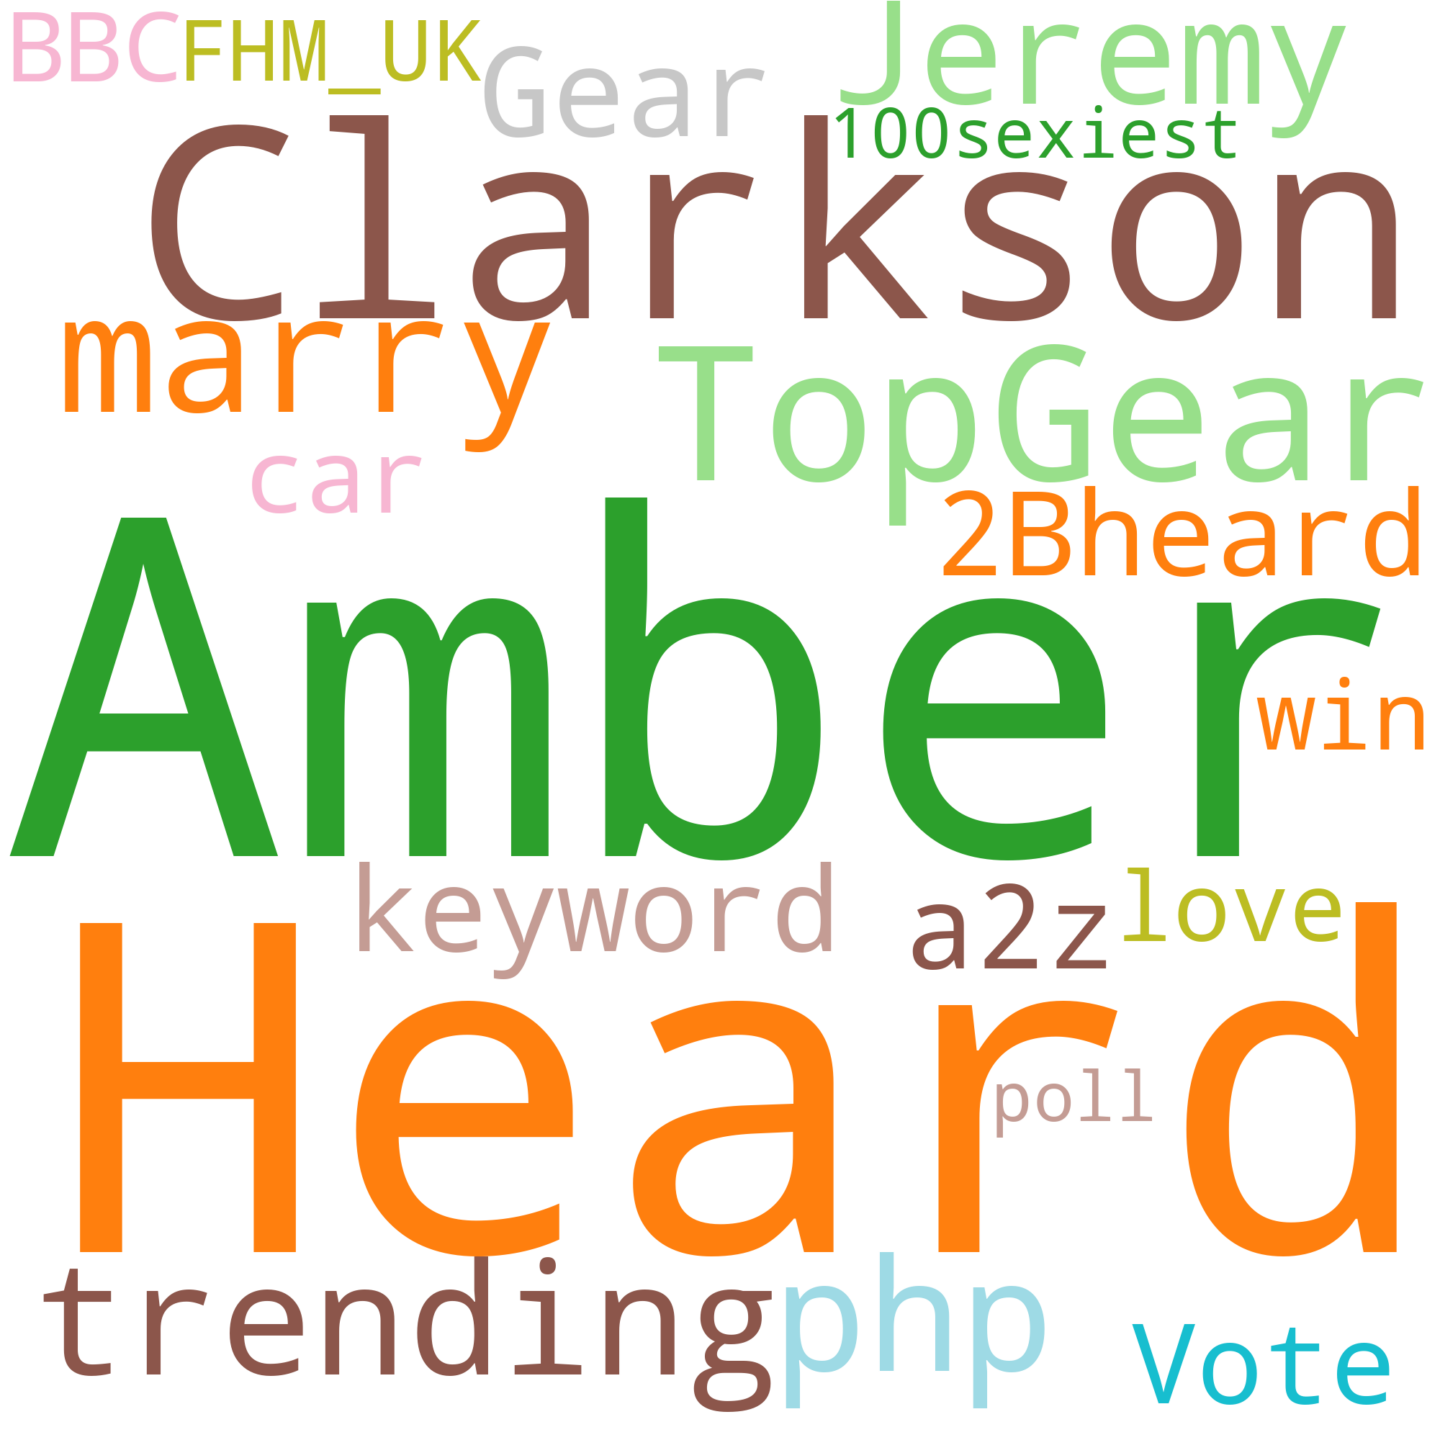 BBC FHM_UK Gear Jeremy
100sexiest
Clarkson
marry TopGear
car 2Bheard
Amber
win
keyword a2z love
Heard
poll
trending php Vote